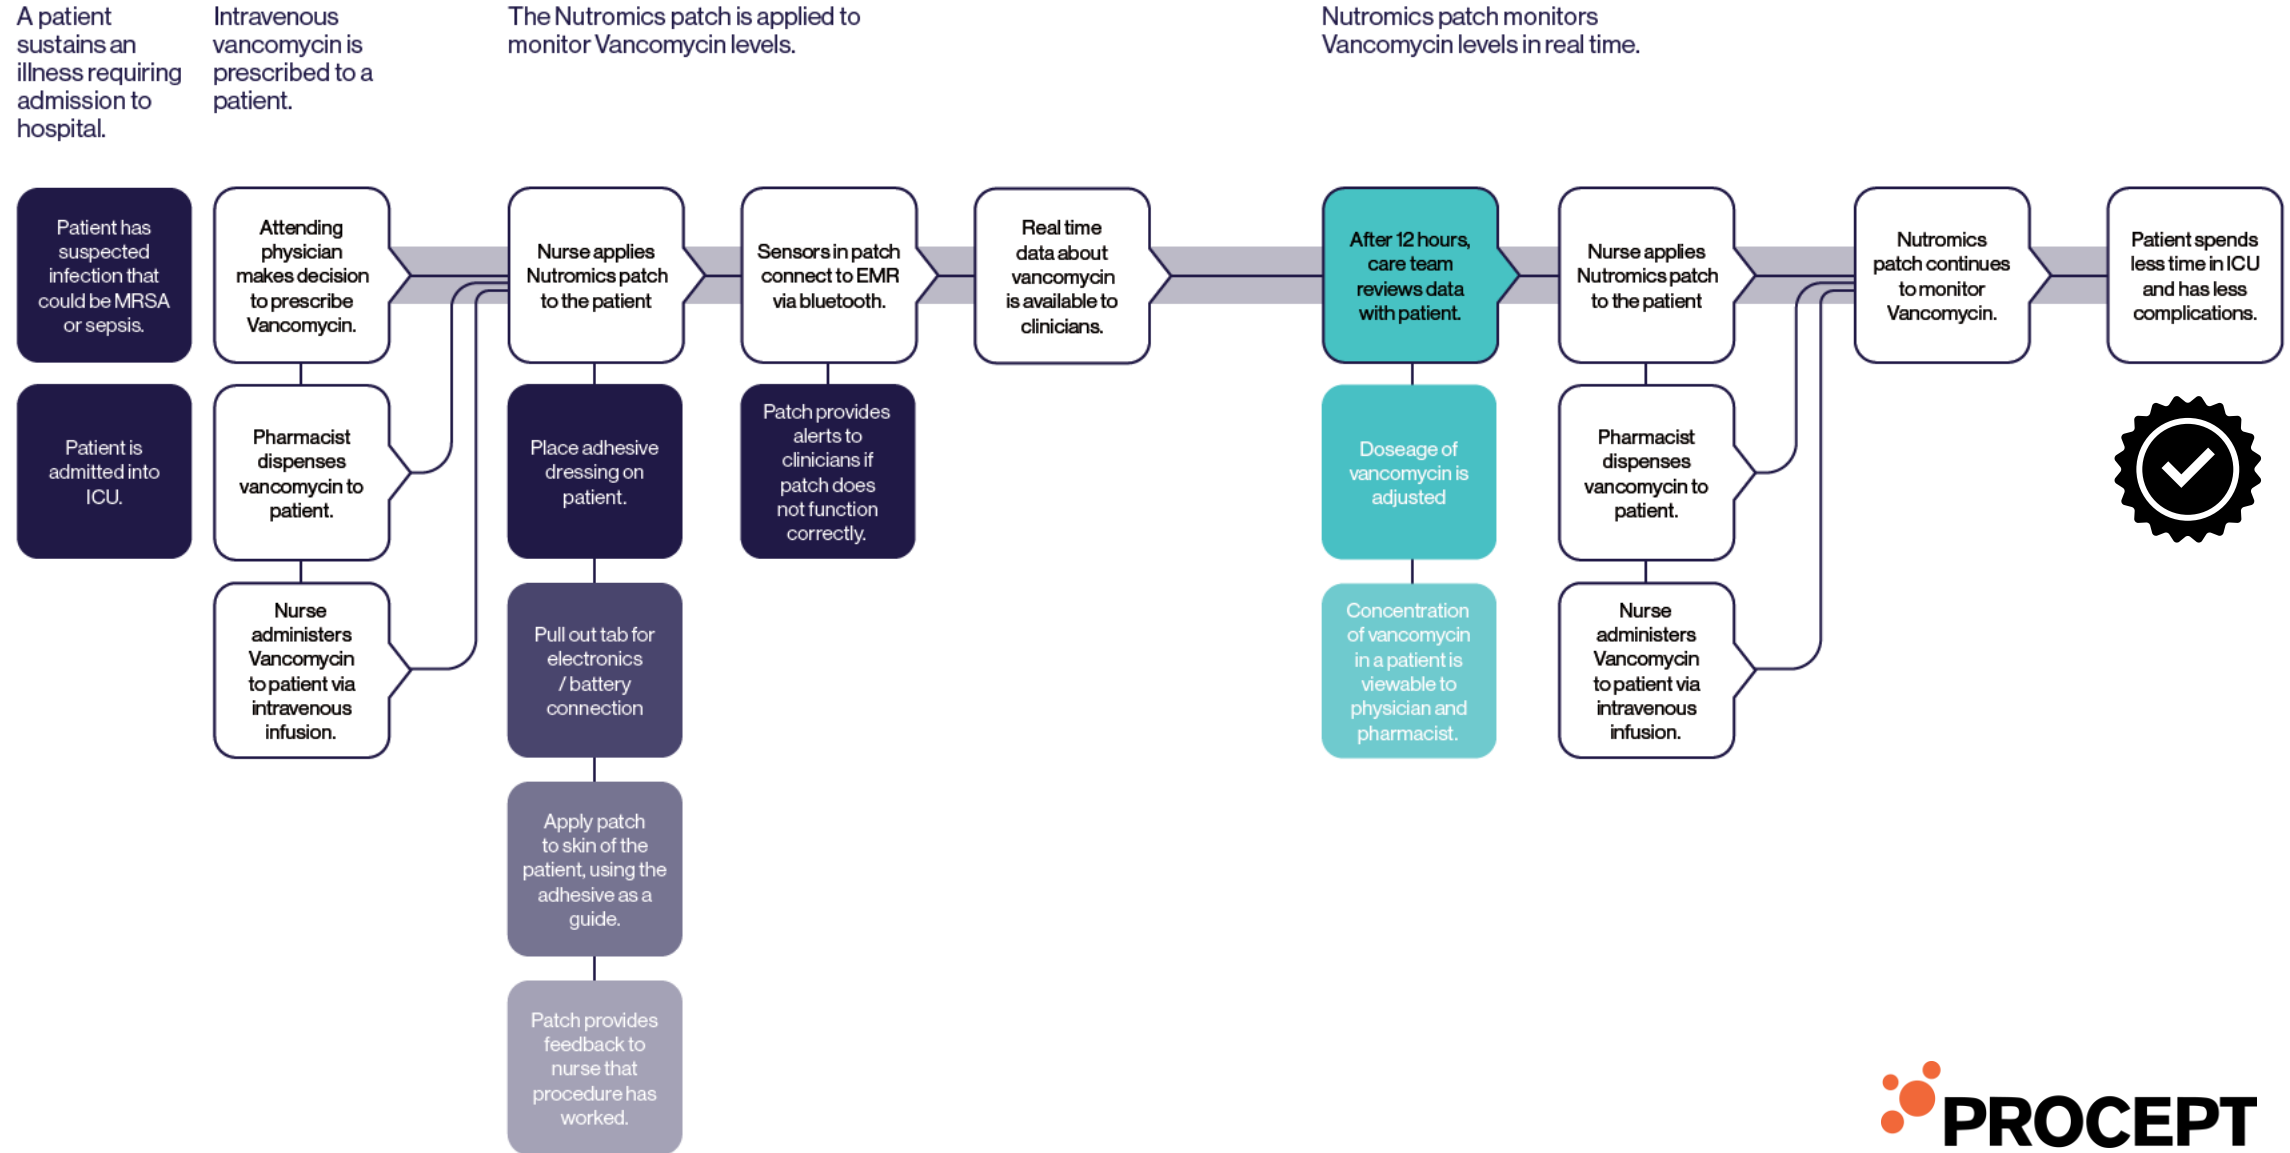 A patient
sustains an
illness requiring
admission to
hospital.
Intravenous
vancomycin is
prescribed to a
patient.
The Nutromics patch is applied to
monitor Vancomycin levels.
Nutromics patch monitors
Vancomycin levels in real time.
Patient has
suspected
infection that
could be MRSA
or sepsis.
Patient is
admitted into
ICU.
Attending
physician
makes decision
to prescribe
Vancomycin.
Pharmacist
dispenses
vancomycin to
patient.
Nurse
administers
Vancomycin
to patient via
intravenous
infusion.
Nurse applies
Nutromics patch
to the patient
Place adhesive
dressing on
patient.
Pull out tab for
electronics
/ battery
connection
Apply patch
to skin of the
patient, using the
adhesive as a
guide.
Patch provides
feedback to
nurse that
procedure has
worked.
Sensors in patch
connect to EMR
via bluetooth.
Patch provides
alerts to
clinicians if
patch does
not function
correctly.
Real time
data about
vancomycin
is available to
clinicians.
After 12 hours,
care team
reviews data
with patient.
Doseage of
vancomycin is
adjusted
Concentration
of vancomycin
in a patient is
viewable to
physician and
pharmacist.
Nurse applies
Nutromics patch
to the patient
Pharmacist
dispenses
vancomycin to
patient.
Nurse
administers
Vancomycin
to patient via
intravenous
infusion.
Nutromics
patch continues
to monitor
Vancomycin.
Patient spends
less time in ICU
and has less
complications.
PROCEPT